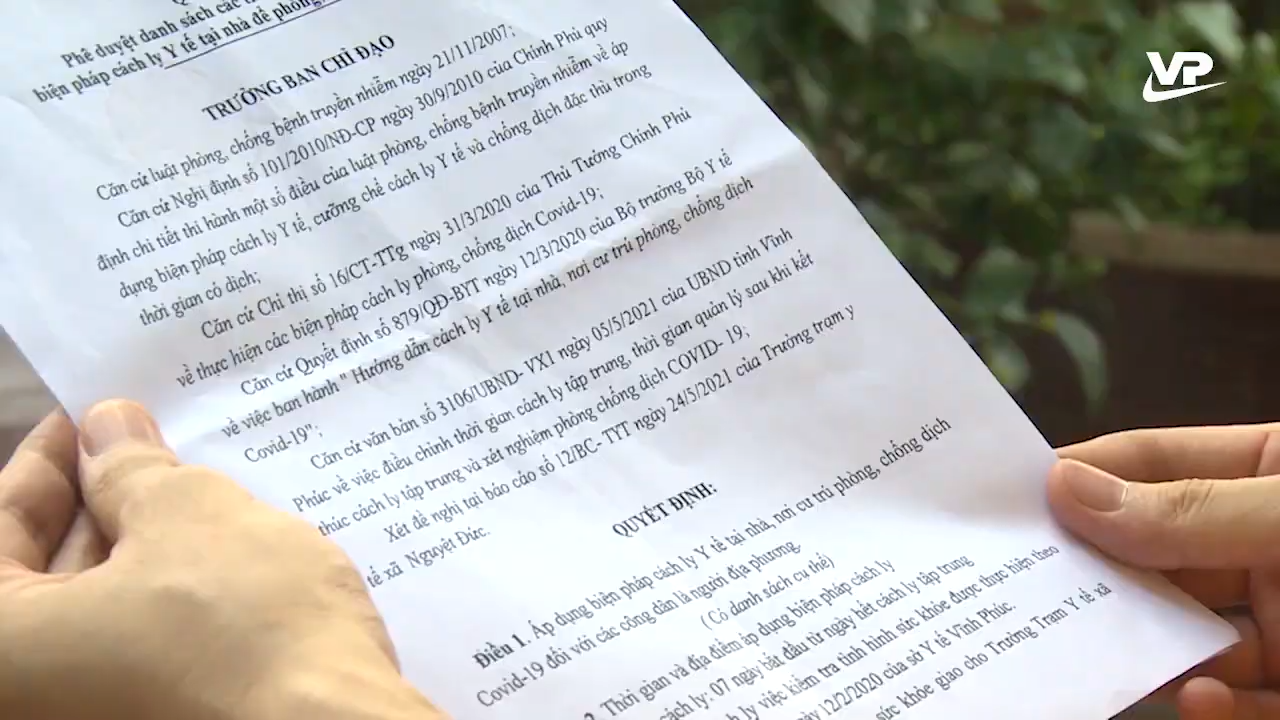 Phê duyệt danh sách các
biện pháp cách ly Y tế tại nhà để phòng,
TRƯỞNG BAN CHỈ ĐẠO
Căn cứ luật phòng, chống bệnh truyền nhiễm ngày 21/11/2007;
Căn cứ Nghị định số 101/2010/NĐ-CP ngày 30/9/2010 của Chính Phủ quy
định chi tiết thi hành một số điều của luật phòng, chống bệnh truyền nhiễm về áp
dụng biện pháp cách ly Y tế, cưỡng chế cách ly Y tế và chống dịch đặc thù trong
thời gian có dịch;
Căn cứ Chỉ thị số 16/CT-TTg ngày 31/3/2020 của Thủ Tướng Chính Phủ
về thực hiện các biện pháp cách ly phòng, chống dịch Covid-19;
Căn cứ Quyết định số 879/QĐ-BYT ngày 12/3/2020 của Bộ trưởng Bộ Y tế
về việc ban hành " Hướng dẫn cách ly Y tế tại nhà, nơi cư trú phòng, chống dịch
Covid-19";
Căn cứ văn bản số 3106/UBND- VX1 ngày 05/5/2021 của UBND tỉnh Vĩnh
Phúc về việc điều chỉnh thời gian cách ly tập trung, thời gian quản lý sau khi kết
thúc cách ly tập trung và xét nghiệm phòng chống dịch COVID- 19;
Xét đề nghị tại báo cáo số 12/BC- TTT ngày 24/5/2021 của Trưởng trạm y
tế xã Nguyệt Đức.
QUYẾT ĐỊNH:
Điều 1. Áp dụng biện pháp cách ly Y tế tại nhà, nơi cư trú phòng, chống dịch
Covid-19 đối với các công dân là người địa phương.
(Có danh sách cụ thể)
2. Thời gian và địa điểm áp dụng biện pháp cách ly
cách ly: 07 ngày bắt đầu từ ngày hết cách ly tập trung
ly việc kiểm tra tình hình sức khỏe được thực hiện theo
ngày 12/2/2020 của sở Y tế Vĩnh Phúc.
sức khỏe giao cho Trưởng Trạm Y tế xã
VP